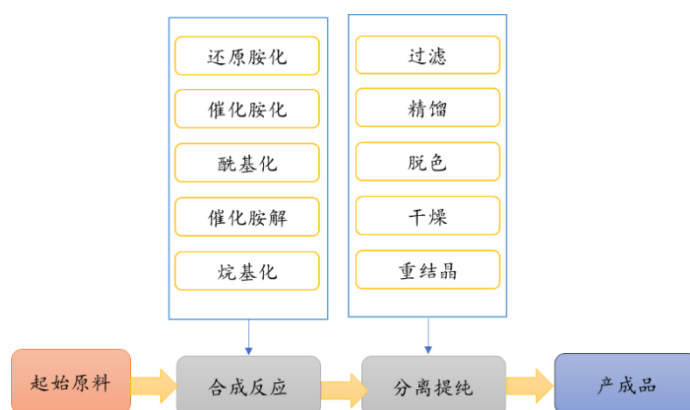 还原胺化
催化胺化
酰基化
催化胺解
烷基化
过滤
精馏
脱色
干燥
重结晶
起始原料
合成反应
分离提纯
产成品